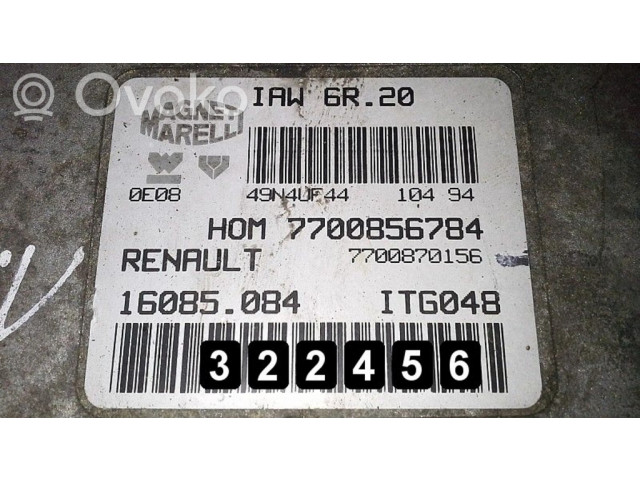 Ovoko
IAW 6R.20
MAGNETI
MARELLI
0E08 49N4UF44 104 94
HOM 7700856784
RENAULT 7700870156
16085.084 ITG048
322456